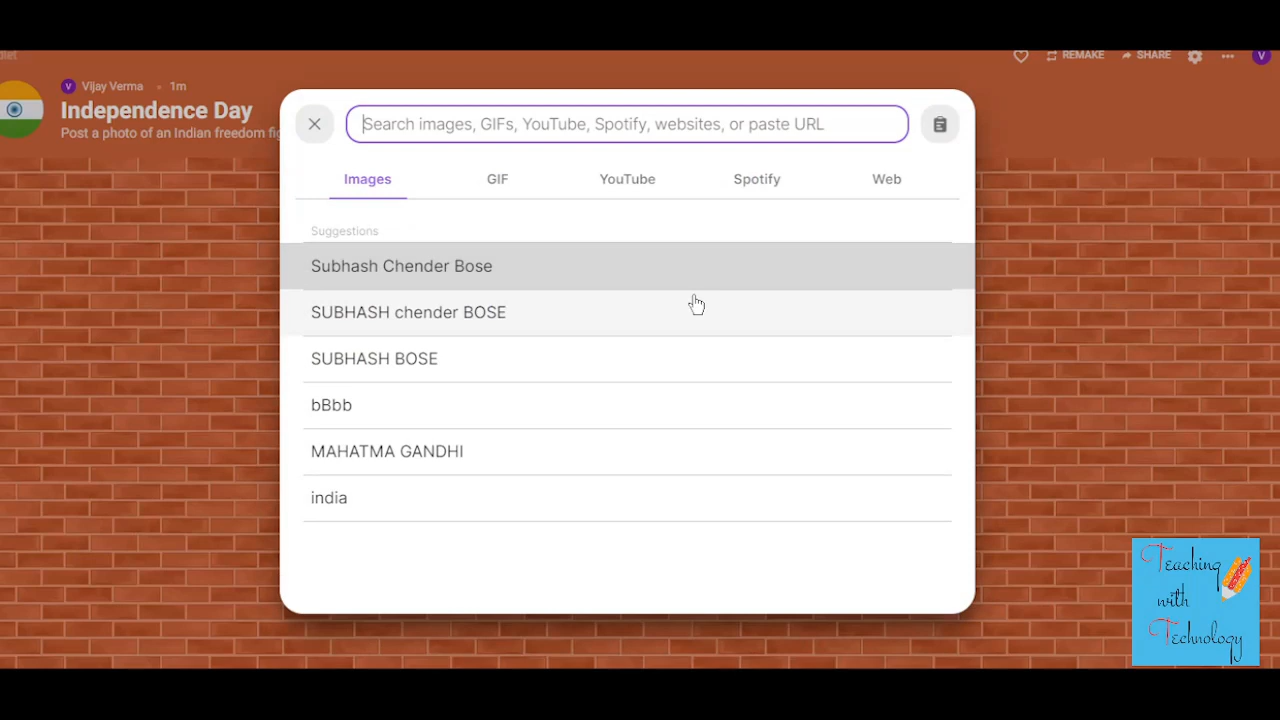 REMAKE
SHARE
V
V
Vijay Verma
1m
Independence Day
Post a photo of an Indian freedom
Search images, GIFs, YouTube, Spotify, websites, or paste URL
Images
GIF
YouTube
Spotify
Web
Suggestions
Subhash Chender Bose
SUBHASH chender BOSE
SUBHASH BOSE
bBbb
MAHATMA GANDHI
india
Teaching
with
Technology